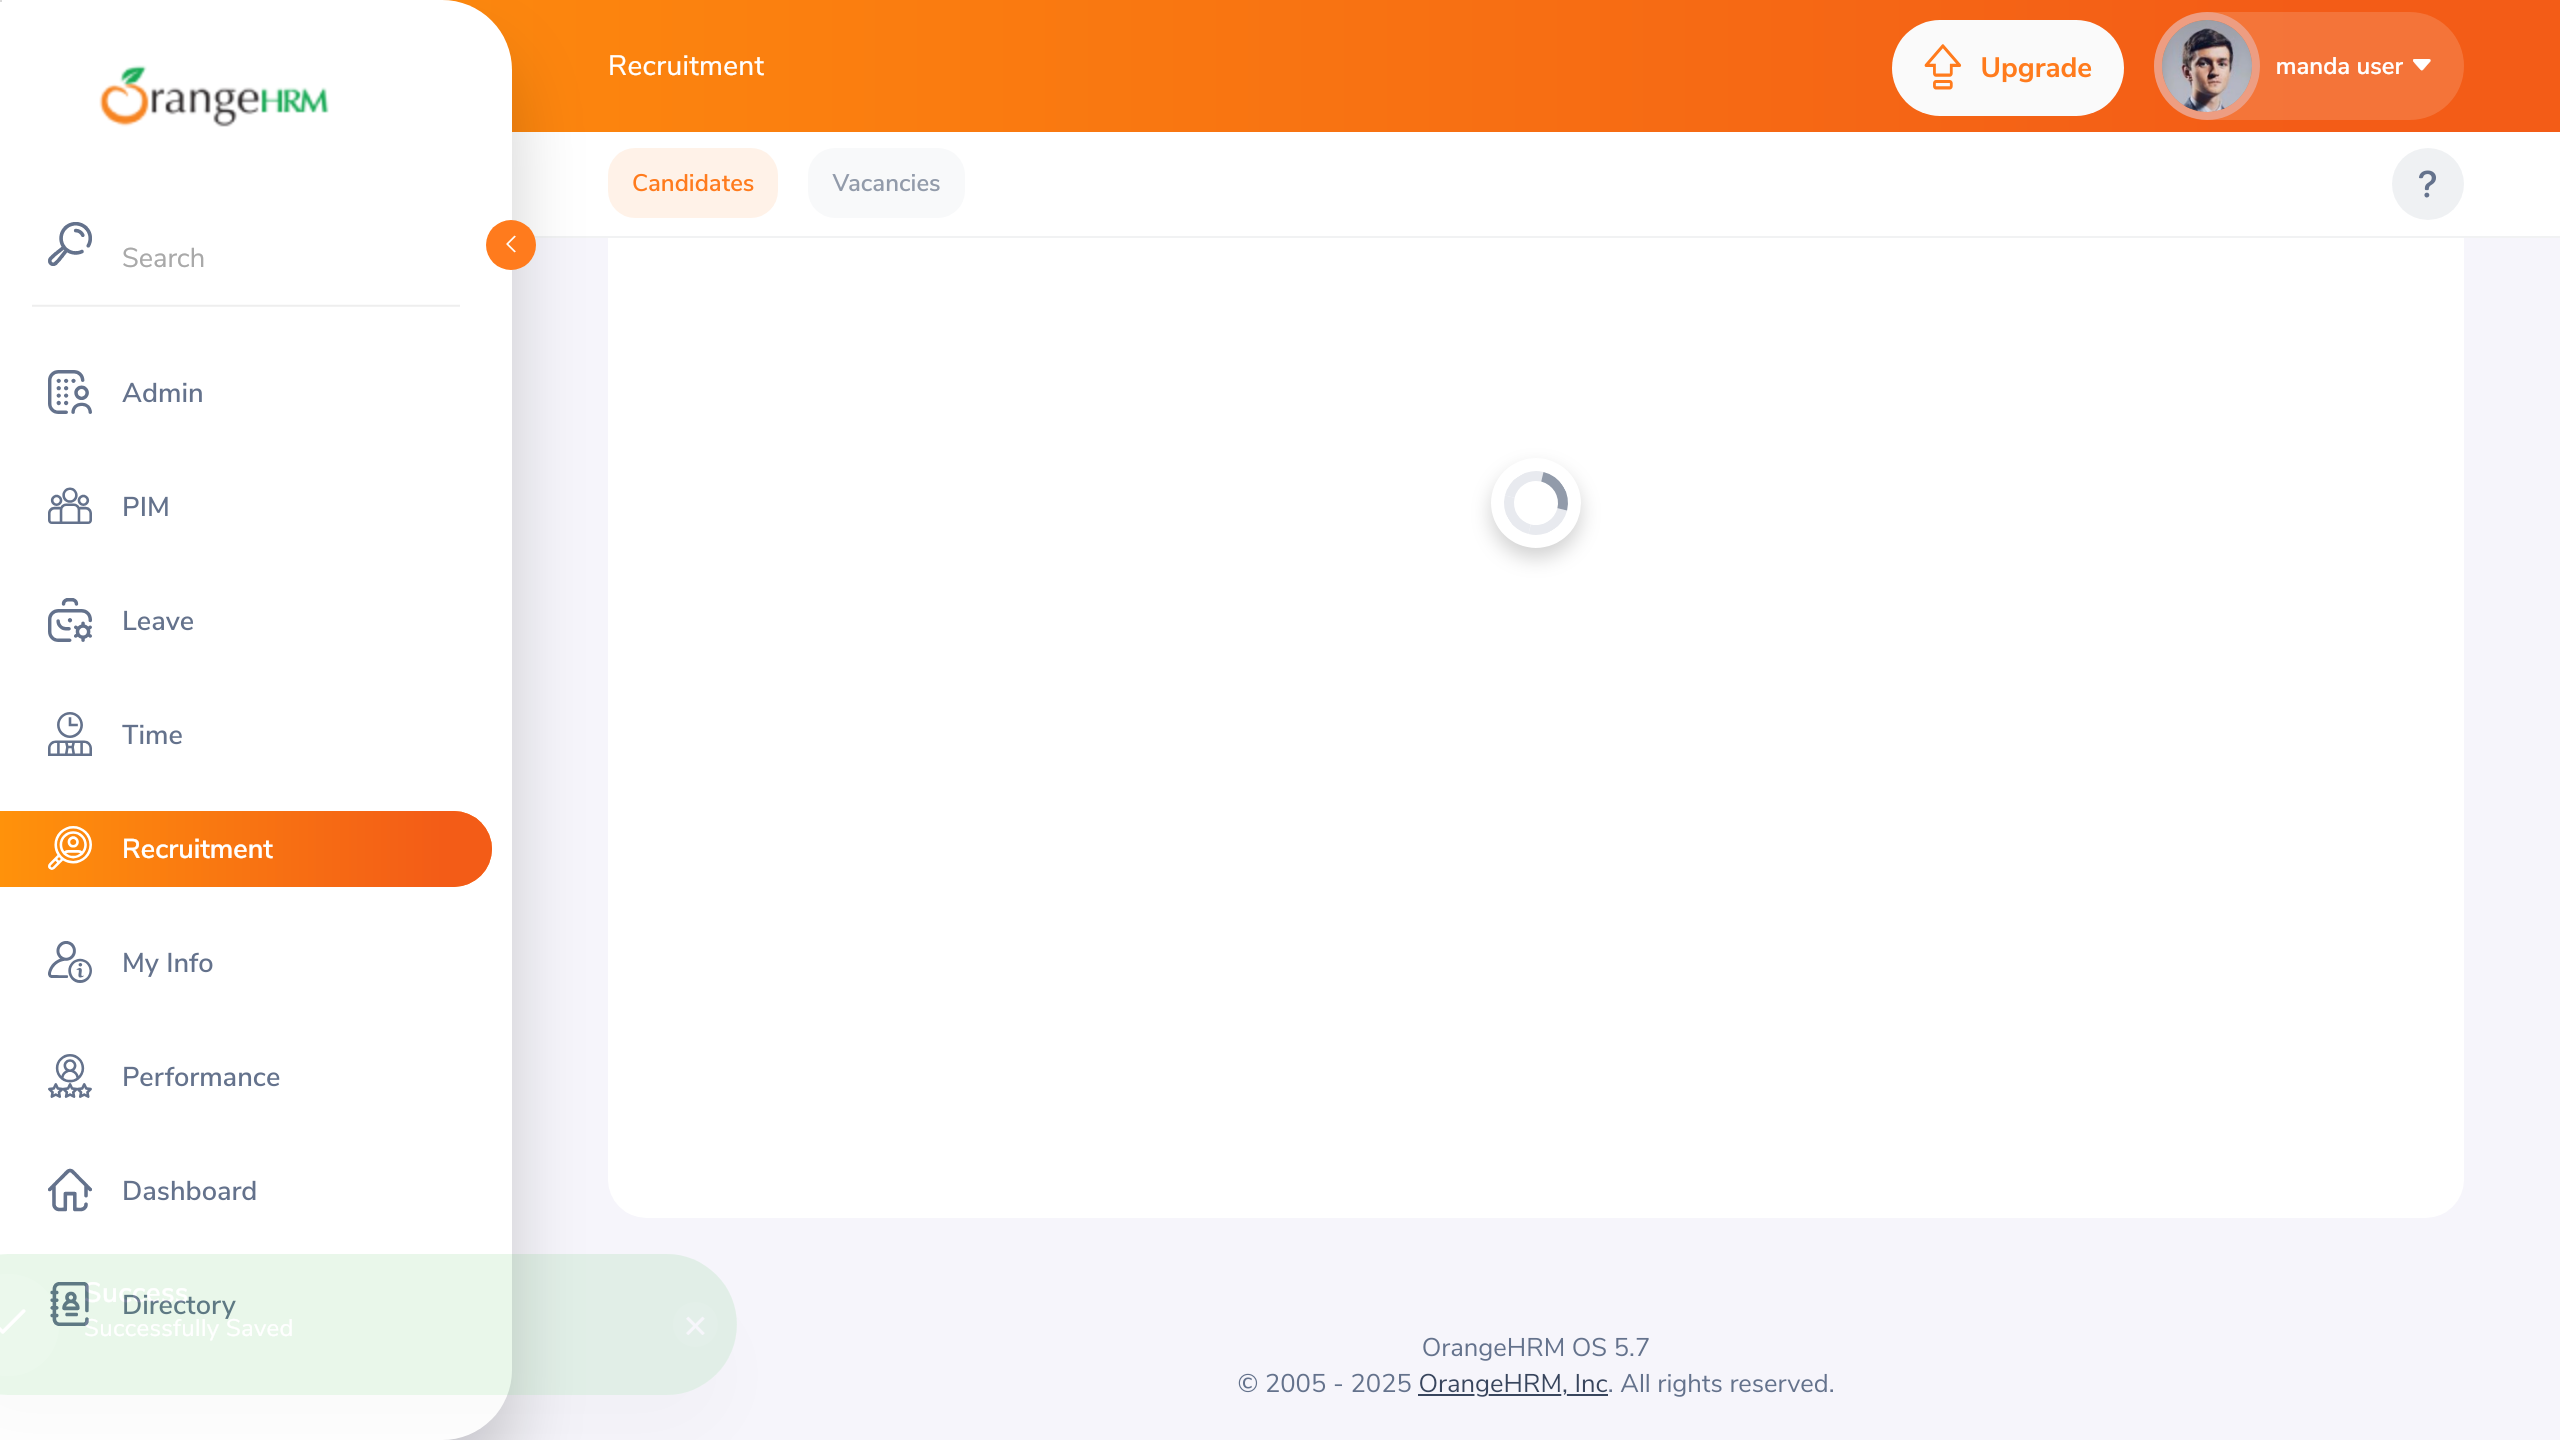 OrangeHRM
Search
Admin
PIM
Leave
Time
Recruitment
My Info
Performance
Dashboard
Directory
Success
Successfully Saved
Recruitment
Upgrade
manda user
Candidates
Vacancies
?
OrangeHRM OS 5.7
© 2005 - 2025 OrangeHRM, Inc. All rights reserved.